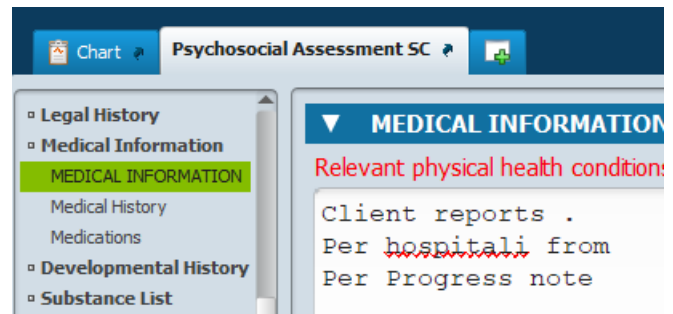 Chart
Psychosocial Assessment SC
Legal History
Medical Information
MEDICAL INFORMATION
Medical History
Medications
Developmental History
Substance List
▼ MEDICAL INFORMATION
Relevant physical health conditions
Client reports .
Per hospitali from
Per Progress note